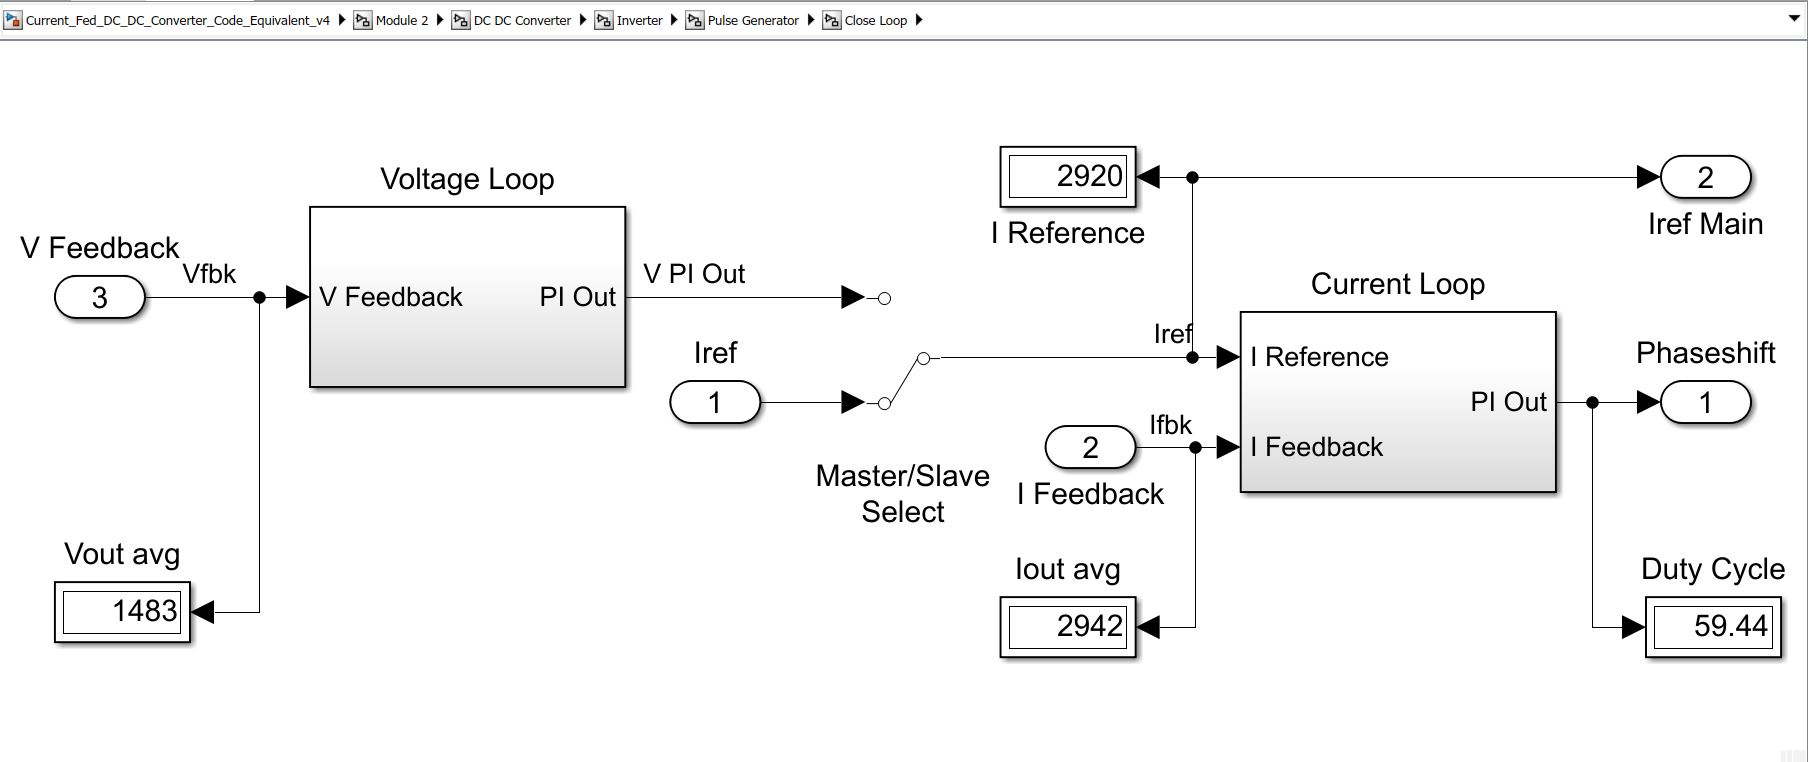 Current_Fed_DC_DC_Converter_Code_Equivalent_v4 Module 2 DC DC Converter Inverter Pulse Generator Close Loop
Voltage Loop
2920
2
I Reference
Iref Main
V Feedback
Vfbk
3
V Feedback
PI Out
V PI Out
Current Loop
Iref
I Reference
Phaseshift
Iref
1
PI Out
1
Ifbk
2
I Feedback
I Feedback
Master/Slave
Select
Vout avg
1483
Iout avg
2942
Duty Cycle
59.44